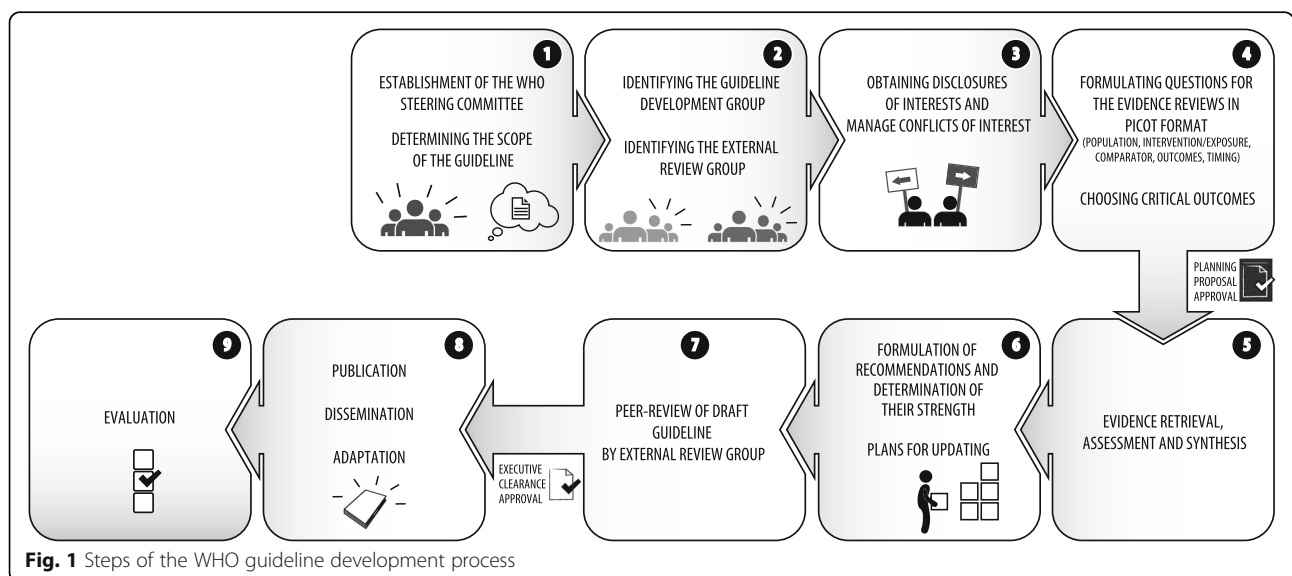 1
ESTABLISHMENT OF THE WHO
STEERING COMMITTEE
DETERMINING THE SCOPE
OF THE GUIDELINE
2
IDENTIFYING THE GUIDELINE
DEVELOPMENT GROUP
IDENTIFYING THE EXTERNAL
REVIEW GROUP
3
OBTAINING DISCLOSURES
OF INTERESTS AND
MANAGE CONFLICTS OF INTEREST
4
FORMULATING QUESTIONS FOR
THE EVIDENCE REVIEWS IN
PICOT FORMAT
(POPULATION, INTERVENTION/EXPOSURE,
COMPARATOR, OUTCOMES, TIMING)
CHOOSING CRITICAL OUTCOMES
PLANNING
PROPOSAL
APPROVAL
5
EVIDENCE RETRIEVAL,
ASSESSMENT AND SYNTHESIS
6
FORMULATION OF
RECOMMENDATIONS AND
DETERMINATION OF
THEIR STRENGTH
PLANS FOR UPDATING
7
PEER-REVIEW OF DRAFT
GUIDELINE
BY EXTERNAL REVIEW GROUP
EXECUTIVE
CLEARANCE
APPROVAL
8
PUBLICATION
DISSEMINATION
ADAPTATION
9
EVALUATION
Fig. 1 Steps of the WHO guideline development process